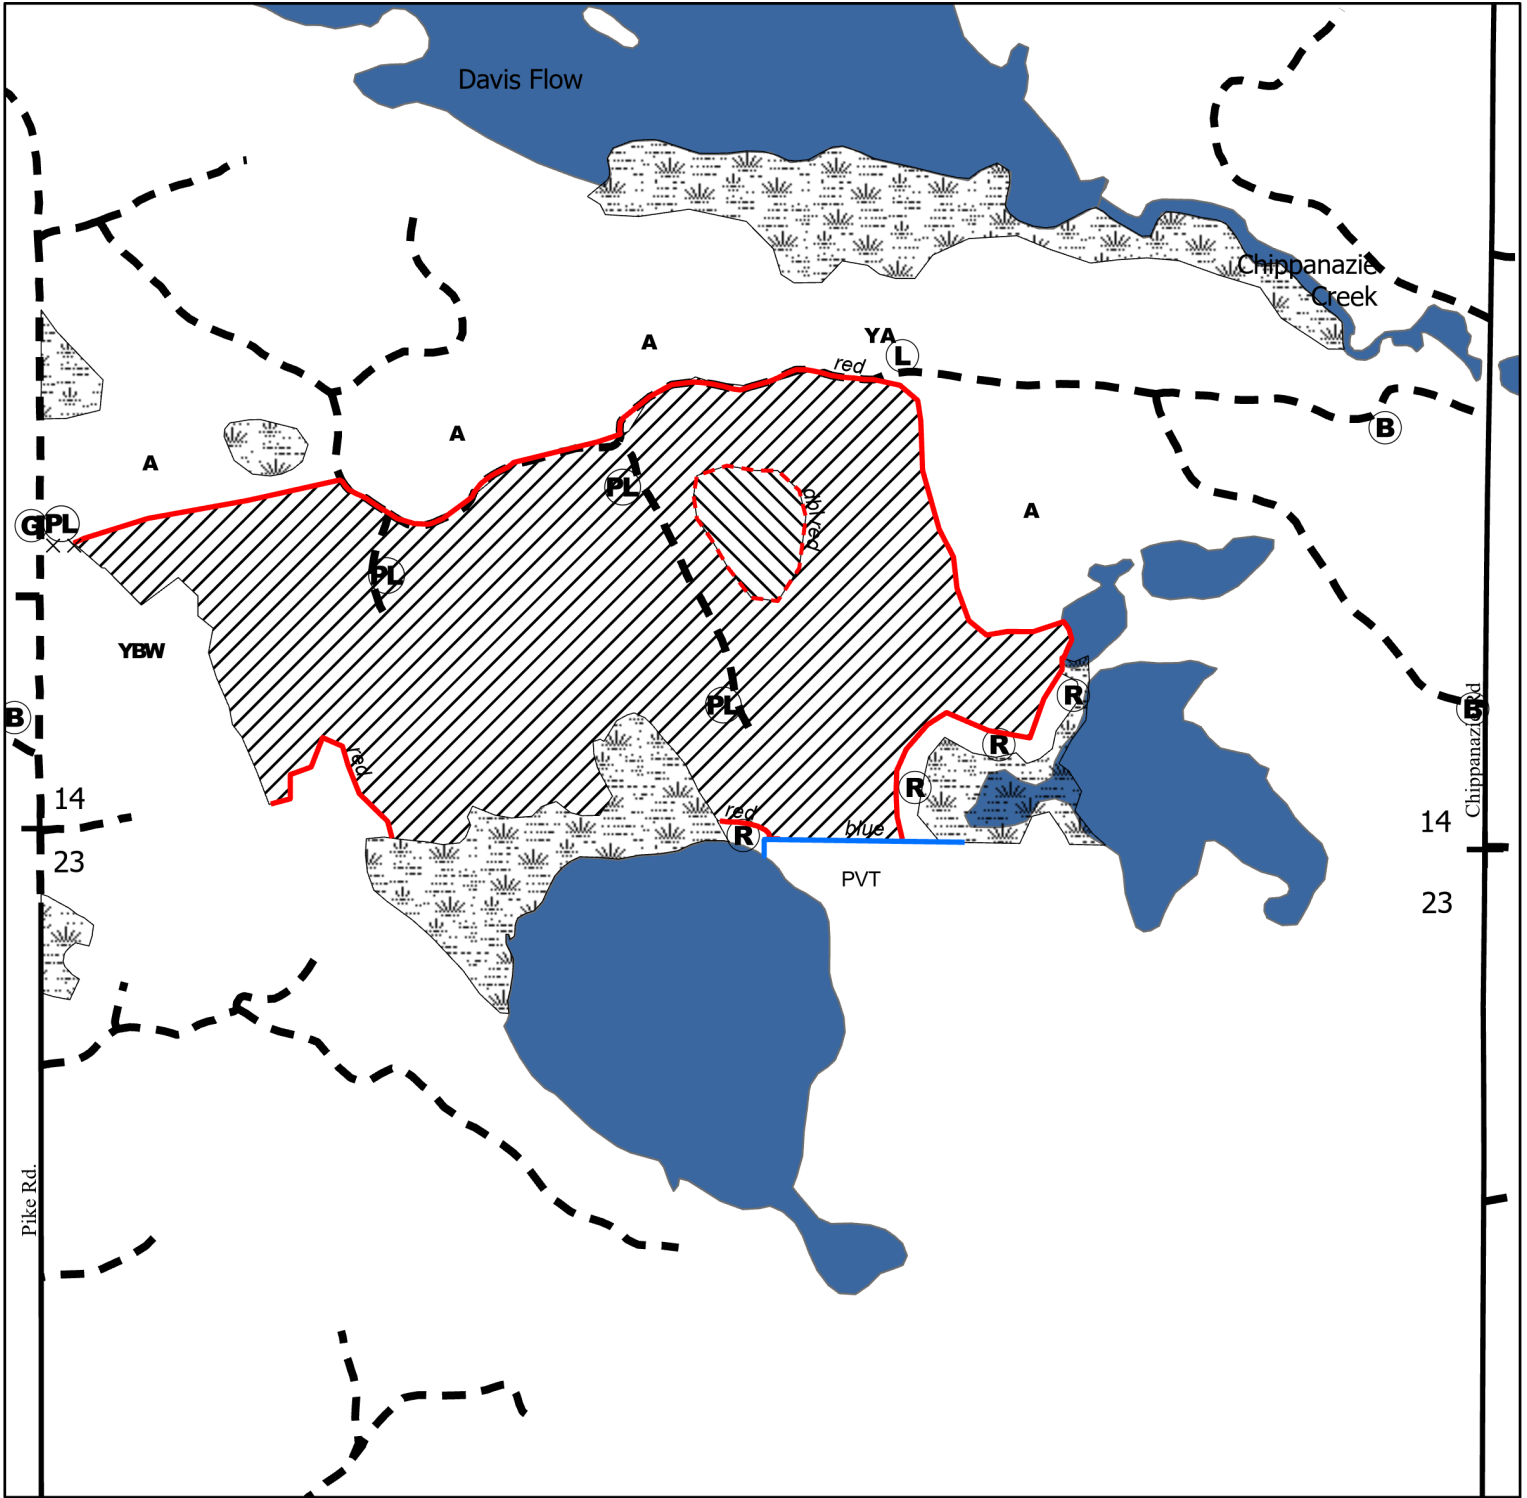 Davis Flow
Chippanazie
Creek
A
YA
L
red
B
A
A
A
PL
dbl red
G
PL
PL
YBW
R
PL
B
B
R
red
Chippanazie Rd
R
14
14
red
R
blue
23
PVT
23
Pike Rd.